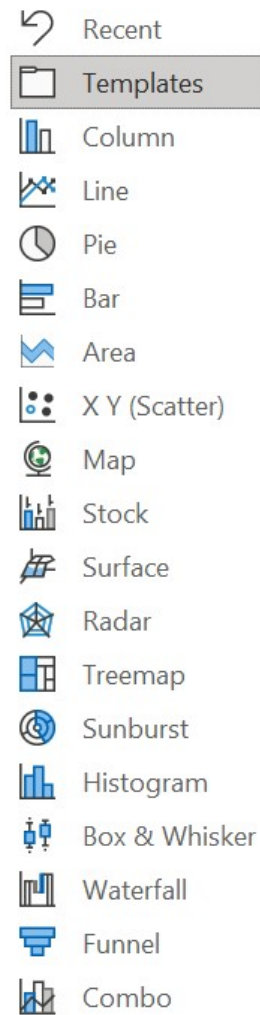 Recent
Templates
Column
Line
Pie
Bar
Area
X Y (Scatter)
Map
Stock
Surface
Radar
Treemap
Sunburst
Histogram
Box & Whisker
Waterfall
Funnel
Combo